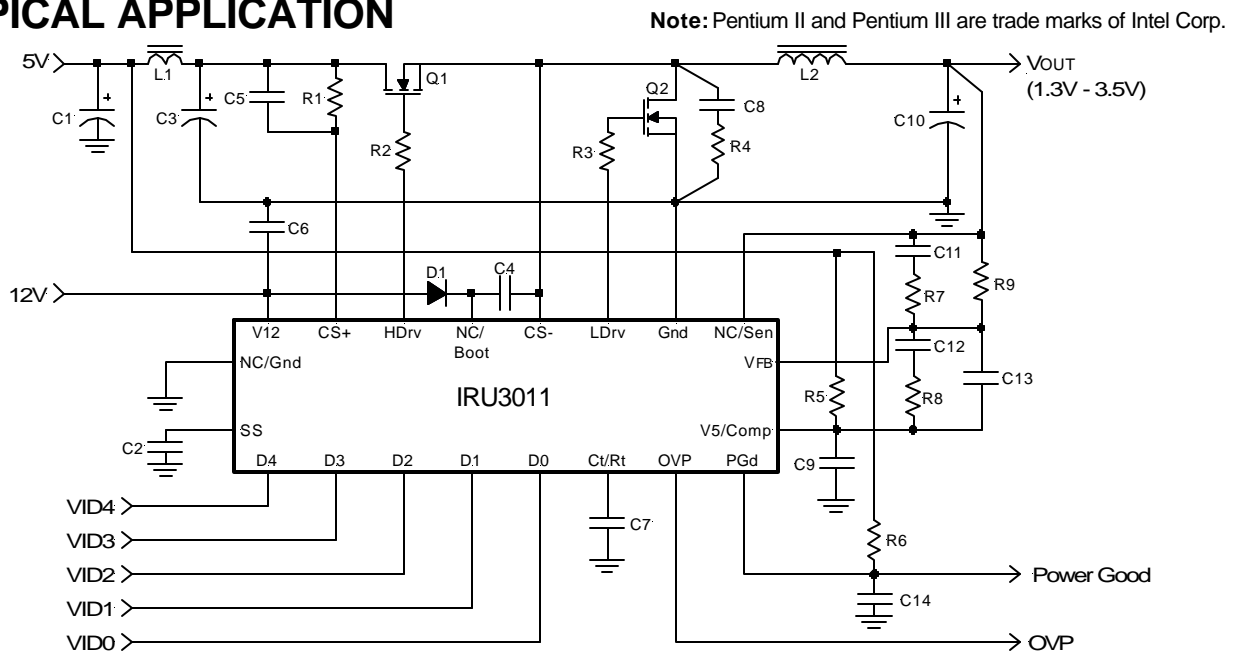 PICAL APPLICATION
Note: Pentium II and Pentium III are trade marks of Intel Corp.
5V
L1
Q1
L2
VOUT
(1.3V - 3.5V)
C1
C3
C5
R1
R2
Q2
R3
C8
R4
C10
C6
12V
D1
C4
C11
R7
R9
V12
CS+
HDrv
NC/
Boot
CS-
LDrv
Gnd
NC/Sen
NC/Gnd
VFB
C12
C13
IRU3011
R5
R8
SS
V5/Comp
C2
C9
D4
D3
D2
D1
D0
Ct/Rt
OVP
PGd
VID4
C7
VID3
R6
VID2
Power Good
C14
VID1
VID0
OVP